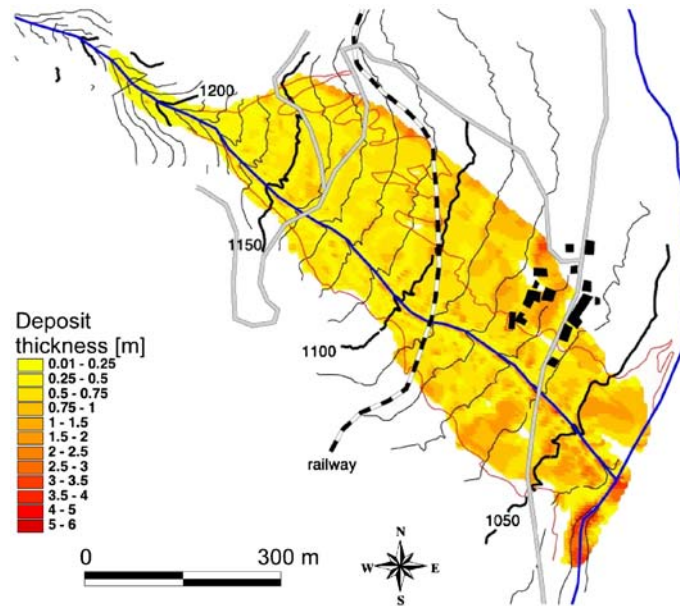 1200
1150
1100
railway
1050
Deposit
thickness [m]
0.01 - 0.25
0.25 - 0.5
0.5 - 0.75
0.75 - 1
1 - 1.5
1.5 - 2
2 - 2.5
2.5 - 3
3 - 3.5
3.5 - 4
4 - 5
5 - 6
0 300 m
N
W E
S